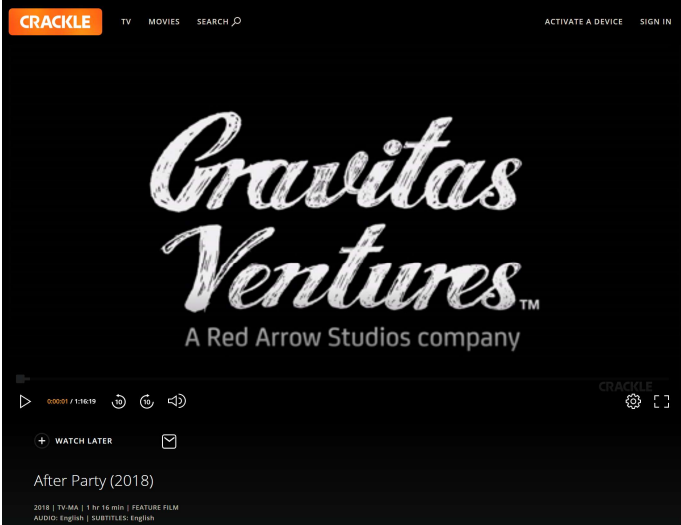 CRACKLE TV MOVIES SEARCH ACTIVATE A DEVICE SIGN IN
Gravitas
Ventures™
A Red Arrow Studios company
CRACKLE
0:00:01 / 1:16:19 10 10
+ WATCH LATER
After Party (2018)
2018 | TV-MA | 1 hr 16 min | FEATURE FILM
AUDIO: English | SUBTITLES: English